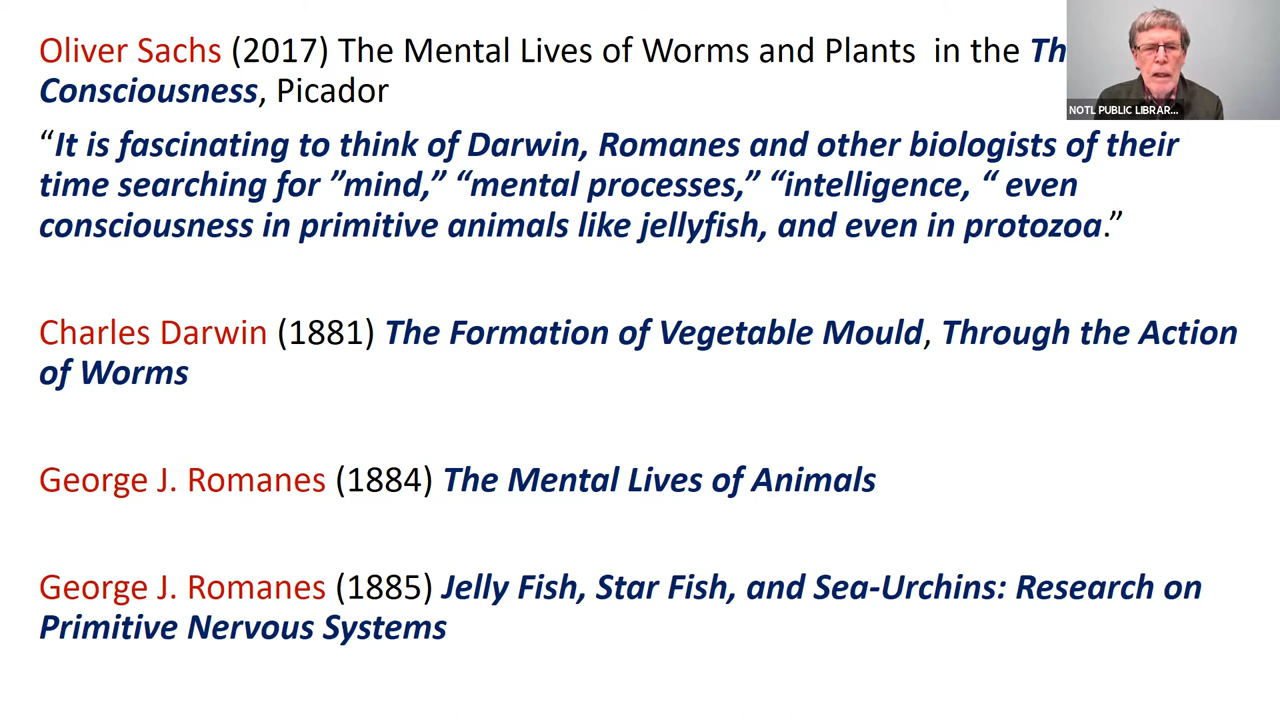 Oliver Sachs (2017) The Mental Lives of Worms and Plants in the Th
Consciousness, Picador
NOTL PUBLIC LIBRAR...
“It is fascinating to think of Darwin, Romanes and other biologists of their
time searching for ”mind,” “mental processes,” “intelligence, “ even
consciousness in primitive animals like jellyfish, and even in protozoa.”
Charles Darwin (1881) The Formation of Vegetable Mould, Through the Action
of Worms
George J. Romanes (1884) The Mental Lives of Animals
George J. Romanes (1885) Jelly Fish, Star Fish, and Sea-Urchins: Research on
Primitive Nervous Systems